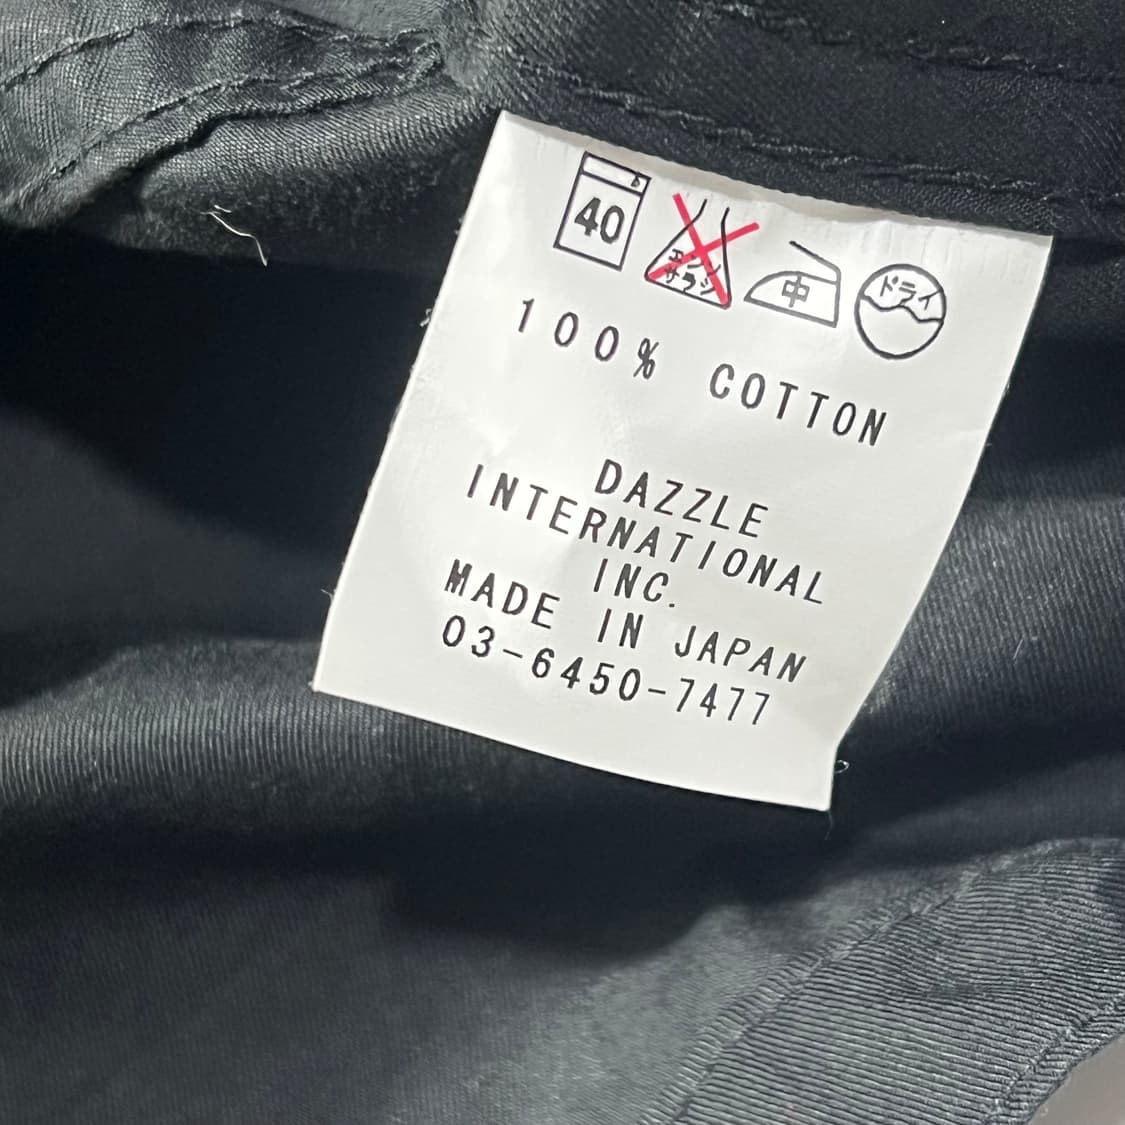 40 エンソ サラシ 中 ドライ
100% COTTON
DAZZLE
INTERNATIONAL
INC.
MADE IN JAPAN
03-6450-7477